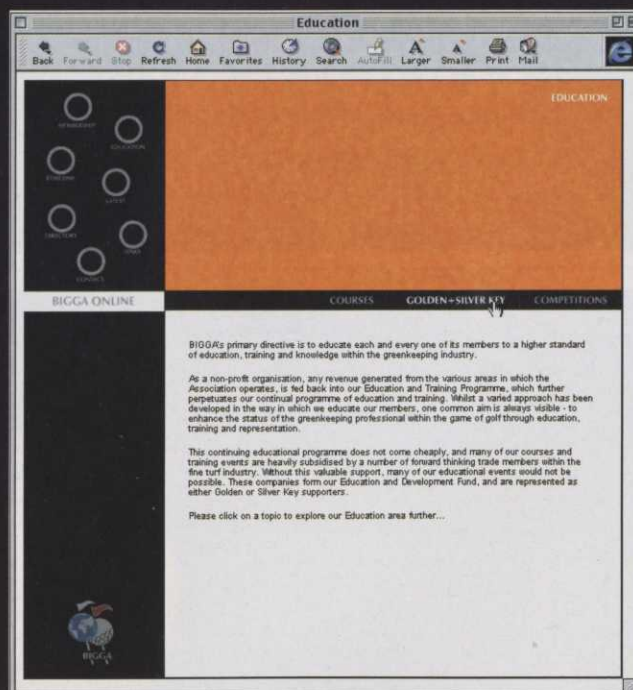 Education
Back Forward Stop Refresh Home Favorites History Search AutoFill Larger Smaller Print Mail
EDUCATION
MEMBERSHIP
EDUCATION
CONTACT
BIGGA ONLINE
COURSES GOLDEN+SILVER KEY COMPETITIONS
BIGGA's primary directive is to educate each and every one of its members to a higher standard
of education, training and knowledge within the greenkeeping industry.
As a non-profit organisation, any revenue generated from the various areas in which the
Association operates, is fed back into our Education and Training Programme, which further
perpetuates our continual programme of education and training. Whilst a varied approach has been
developed in the way in which we educate our members, one common aim is always visible - to
enhance the status of the greenkeeping professional within the game of golf through education,
training and representation.
This continuing educational programme does not come cheaply, and many of our courses and
training events are heavily subsidised by a number of forward thinking trade members within the
fine turf industry. Without this valuable support, many of our educational events would not be
possible. These companies form our Education and Development Fund, and are represented as
either Golden or Silver Key supporters.
Please click on a topic to explore our Education area further...
BIGGA